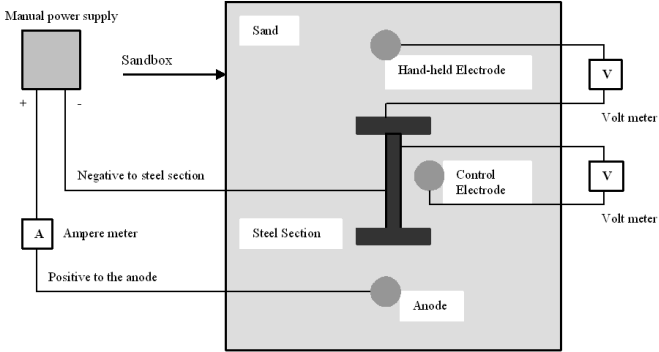 Manual power supply
Sand
Sandbox
Hand-held Electrode
V
+
-
Volt meter
Negative to steel section
Control
Electrode
V
Volt meter
A
Ampere meter
Steel Section
Positive to the anode
Anode